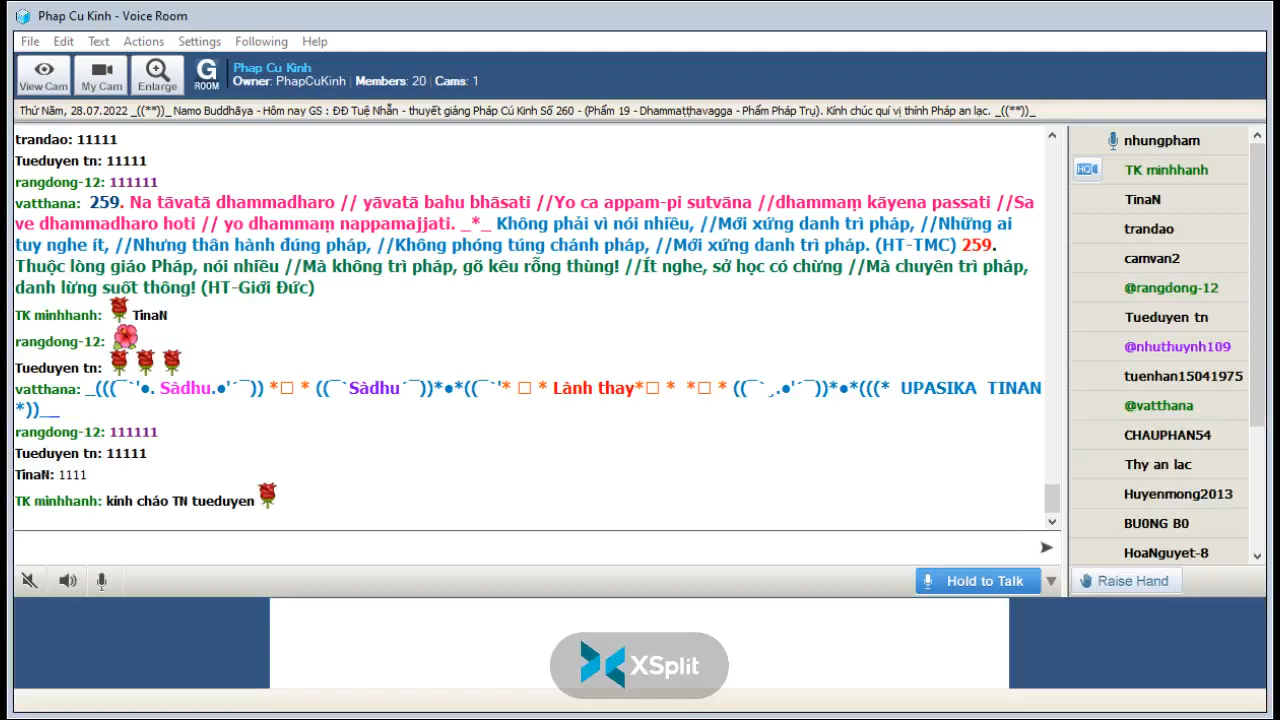 Phap Cu Kinh - Voice Room
File Edit Text Actions Settings Following Help
View Cam My Cam Enlarge G ROOM Phap Cu Kinh
Owner: PhapCuKinh | Members: 20 | Cams: 1
Thứ Năm, 28.07.2022 _((**))_ Namo Buddhāya - Hôm nay GS : ĐĐ Tuệ Nhẫn - thuyết giảng Pháp Cú Kinh Số 260 - (Phẩm 19 - Dhammaṭṭhavagga - Phẩm Pháp Trụ). Kính chúc quí vị thính Pháp an lạc. _((**))_
trandao: 11111
Tueduyen tn: 11111
rangdong-12: 111111
vatthana: 259. Na tāvatā dhammadharo // yāvatā bahu bhāsati //Yo ca appam-pi sutvāna //dhammaṃ kāyena passati //Sa
ve dhammadharo hoti // yo dhammaṃ nappamajjati. _*_ Không phải vì nói nhiều, //Mới xứng danh trì pháp, //Những ai
tuy nghe ít, //Nhưng thân hành đúng pháp, //Không phóng túng chánh pháp, //Mới xứng danh trì pháp. (HT-TMC) 259.
Thuộc lòng giáo Pháp, nói nhiều //Mà không trì pháp, gõ kêu rỗng thùng! //Ít nghe, sở học có chừng //Mà chuyên trì pháp,
danh lừng suốt thông! (HT-Giới Đức)
TK minhhanh: TinaN
rangdong-12:
Tueduyen tn:
vatthana: _(((¯`'●. Sàdhu.●'´¯)) *□ * ((¯`Sàdhu´¯))*●*((¯`'* □ * Lành thay*□ * *□ * ((¯`¸.●'´¯))*●*(((* UPASIKA TINAN
*))__
rangdong-12: 111111
Tueduyen tn: 11111
TinaN: 1111
TK minhhanh: kính cháo TN tueduyen
nhungpham
TK minhhanh
TinaN
trandao
camvan2
@rangdong-12
Tueduyen tn
@nhuthuynh109
tuenhan15041975
@vatthana
CHAUPHAN54
Thy an lac
Huyenmong2013
BU0NG B0
HoaNguyet-8
Hold to Talk
Raise Hand
XSplit